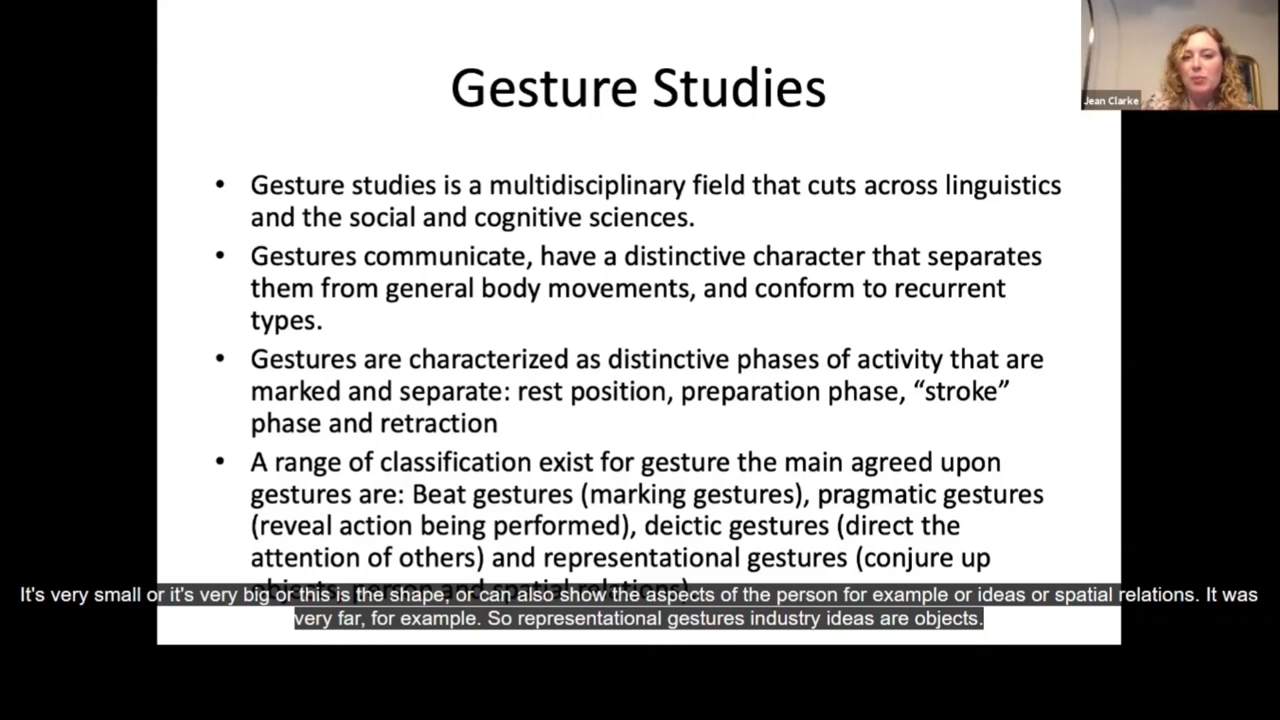 Gesture Studies
Jean Clarke
• Gesture studies is a multidisciplinary field that cuts across linguistics
and the social and cognitive sciences.
• Gestures communicate, have a distinctive character that separates
them from general body movements, and conform to recurrent
types.
• Gestures are characterized as distinctive phases of activity that are
marked and separate: rest position, preparation phase, “stroke”
phase and retraction
• A range of classification exist for gesture the main agreed upon
gestures are: Beat gestures (marking gestures), pragmatic gestures
(reveal action being performed), deictic gestures (direct the
attention of others) and representational gestures (conjure up
objects, person and spatial relations)
It's very small or it's very big or this is the shape, or can also show the aspects of the person for example or ideas or spatial relations. It was
very far, for example. So representational gestures industry ideas are objects.